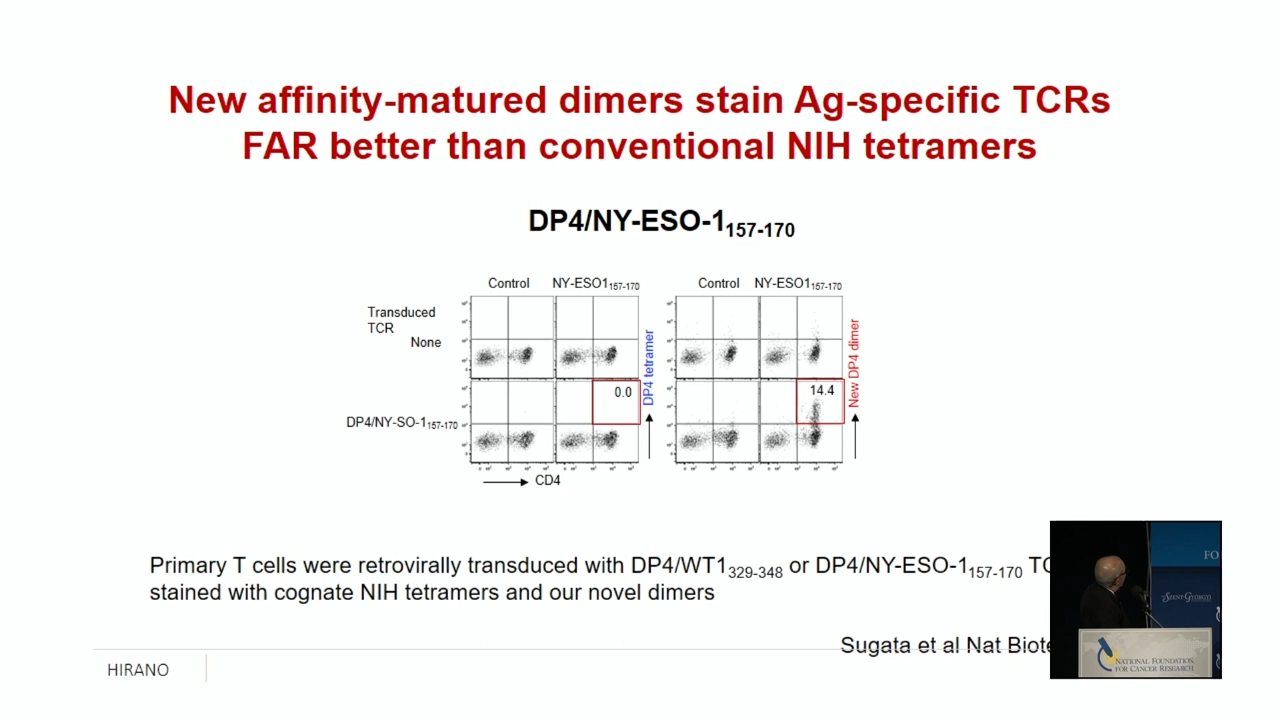 New affinity-matured dimers stain Ag-specific TCRs
FAR better than conventional NIH tetramers
DP4/NY-ESO-1157-170
Control NY-ESO1157-170 Control NY-ESO1157-170
Transduced
TCR
None
DP4 tetramer
New DP4 dimer
0.0
14.4
DP4/NY-SO-1157-170
CD4
Primary T cells were retrovirally transduced with DP4/WT1329-348 or DP4/NY-ESO-1157-170
stained with cognate NIH tetramers and our novel dimers
Sugata et al Nat
HIRANO
FO
SZENT-GYÖRGYI
NATIONAL FOUNDATION
FOR CANCER RESEARCH